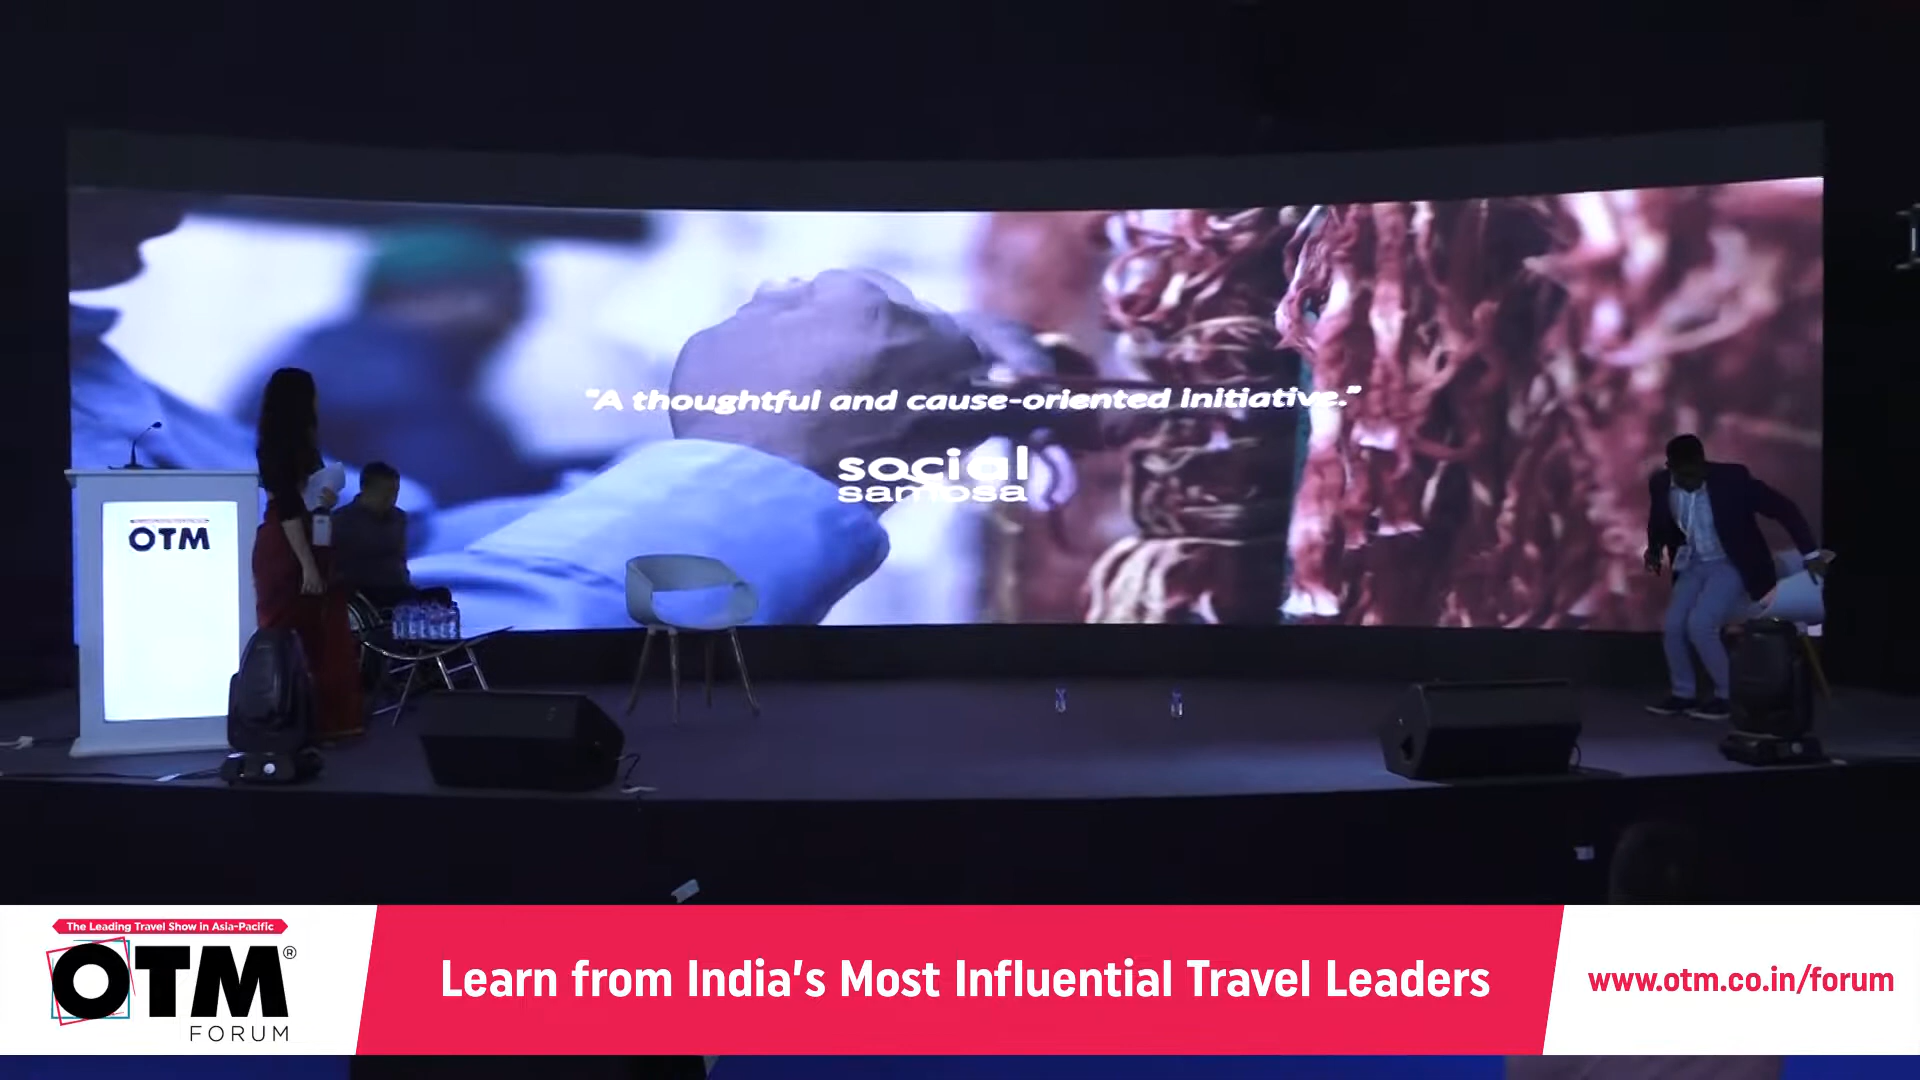 "A thoughtful and cause-oriented initiative."
social
samosa
OTM
The Leading Travel Show in Asia-Pacific
OTM®
FORUM
Learn from India's Most Influential Travel Leaders
www.otm.co.in/forum